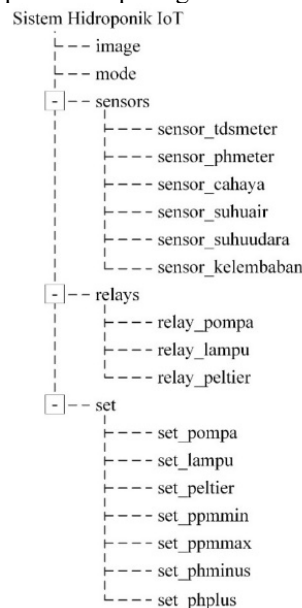 Sistem Hidroponik IoT
image
mode
- sensors
sensor_tdsmeter
sensor_phmeter
sensor_cahaya
sensor_suhuair
sensor_suhuudara
sensor_kelembaban
- relays
relay_pompa
relay_lampu
relay_peltier
- set
set_pompa
set_lampu
set_peltier
set_ppmmin
set_ppmmax
set_phminus
set_phplus